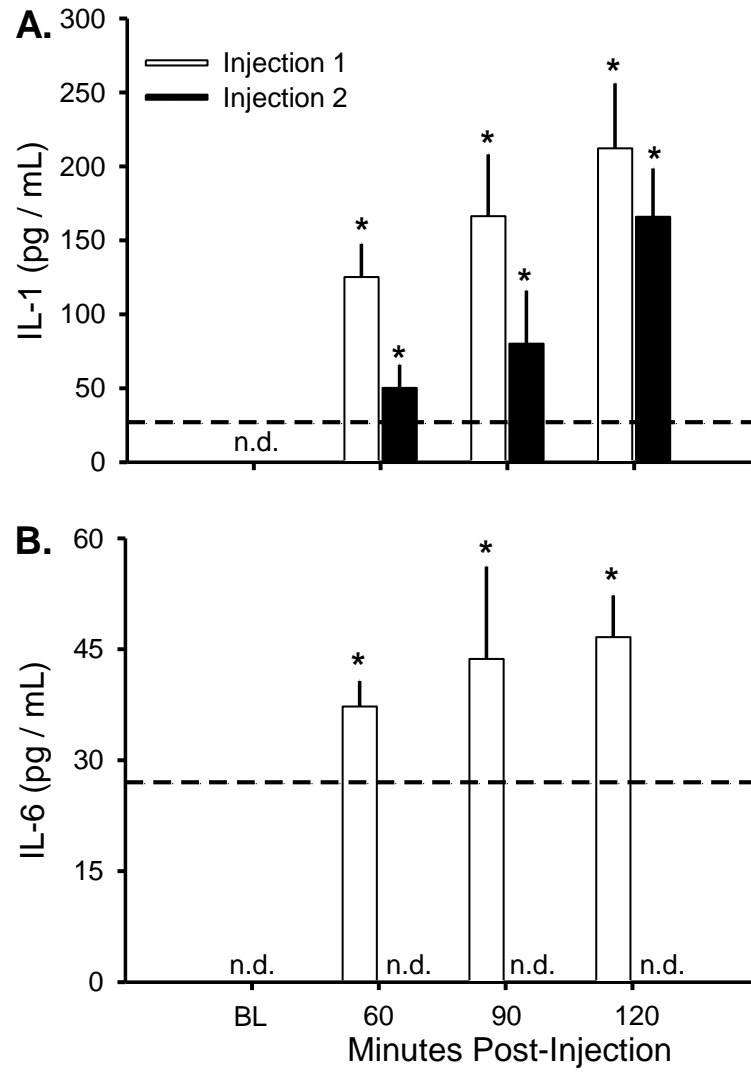 A.
300
250
200
150
100
50
0
IL-1 (pg / mL)
Injection 1
Injection 2
* * *
* * *
n.d.
B.
60
45
30
15
0
IL-6 (pg / mL)
* * *
n.d. n.d. n.d. n.d.
BL 60 90 120
Minutes Post-Injection